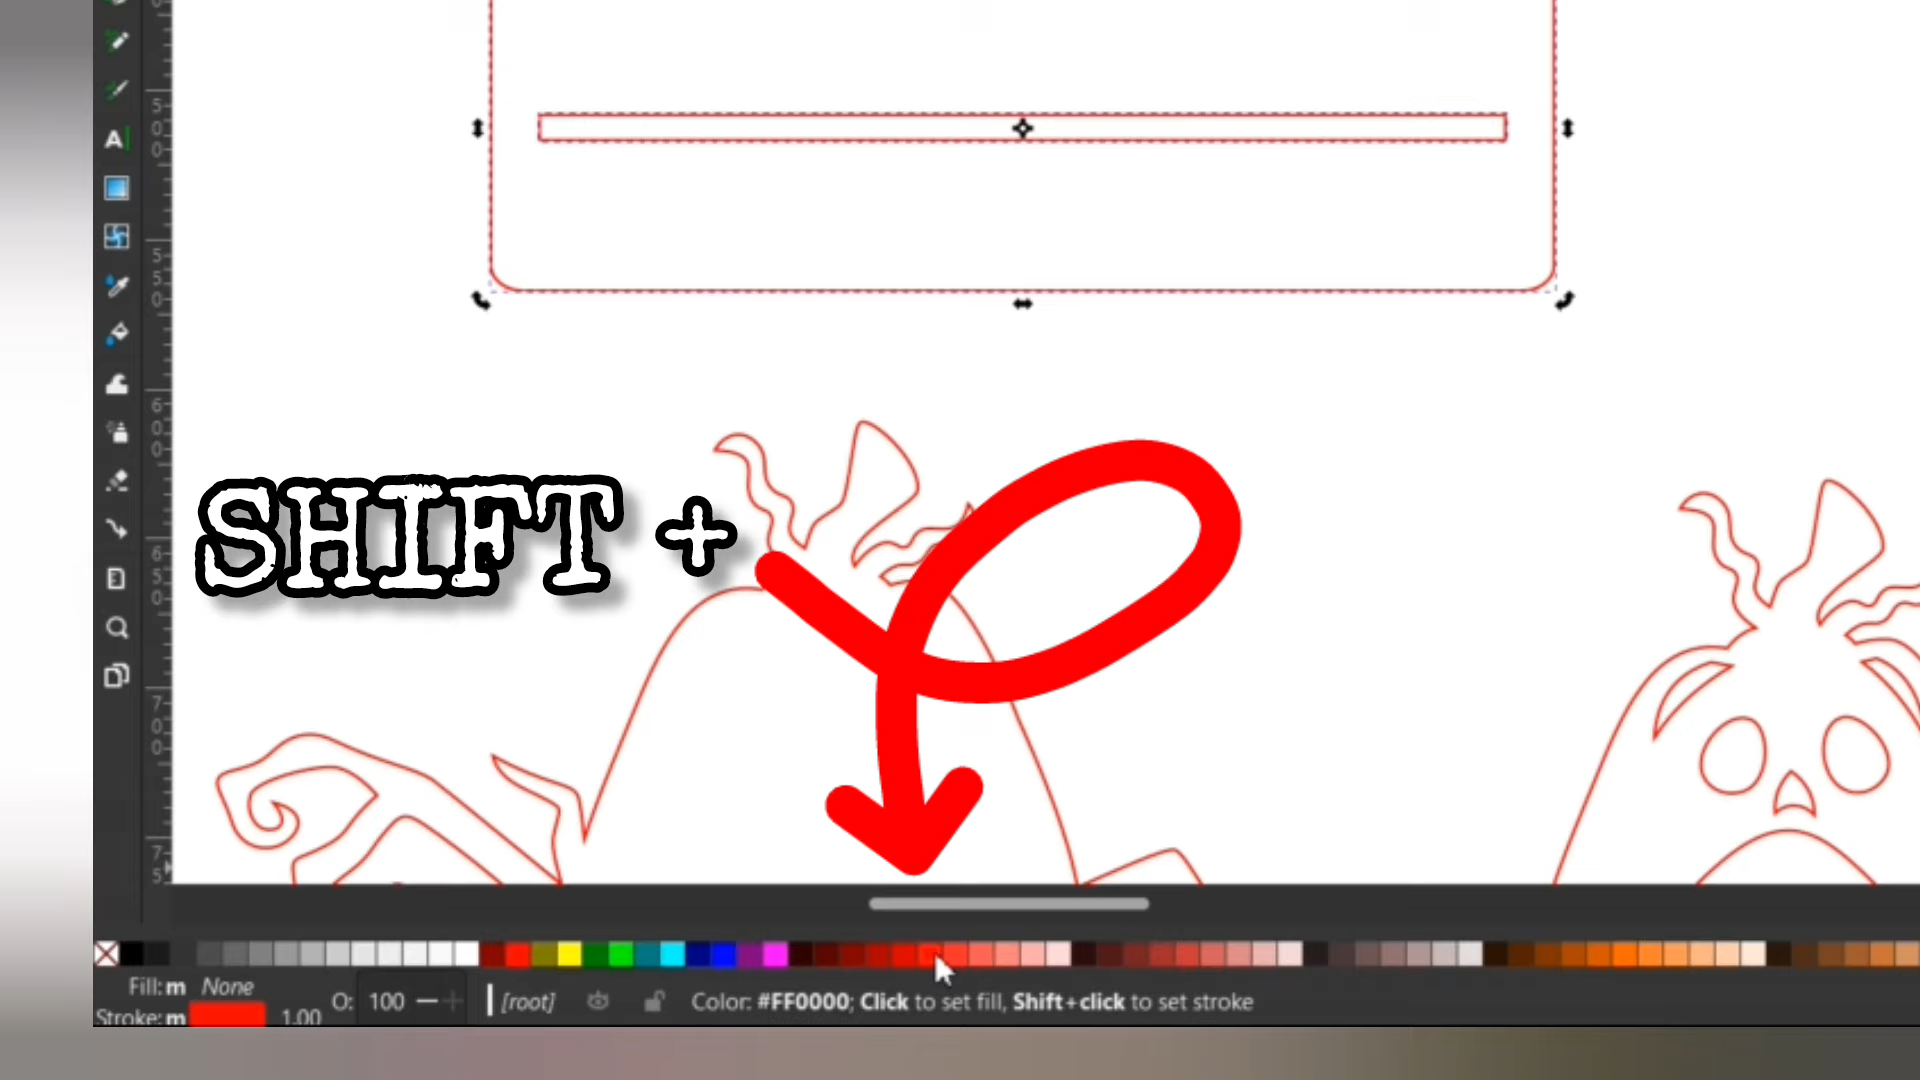 SHIFT +
Fill: m None
Stroke: m 1.00
O: 100
[root]
Color: #FF0000; Click to set fill, Shift+click to set stroke